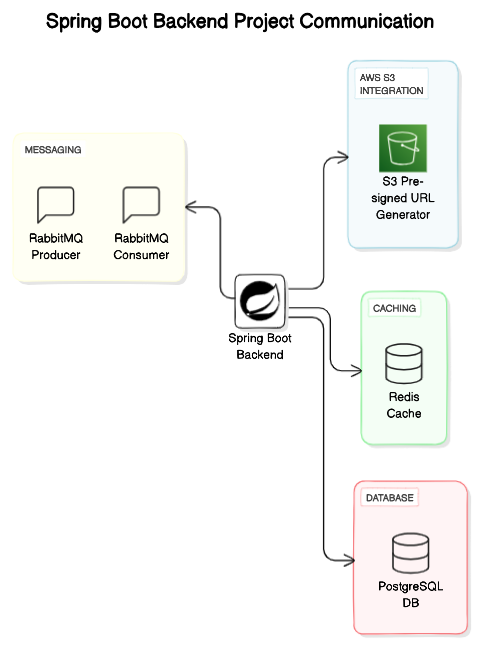 Spring Boot Backend Project Communication
AWS S3
INTEGRATION
S3 Pre-
signed URL
Generator
MESSAGING
RabbitMQ
Producer
RabbitMQ
Consumer
Spring Boot
Backend
CACHING
Redis
Cache
DATABASE
PostgreSQL
DB